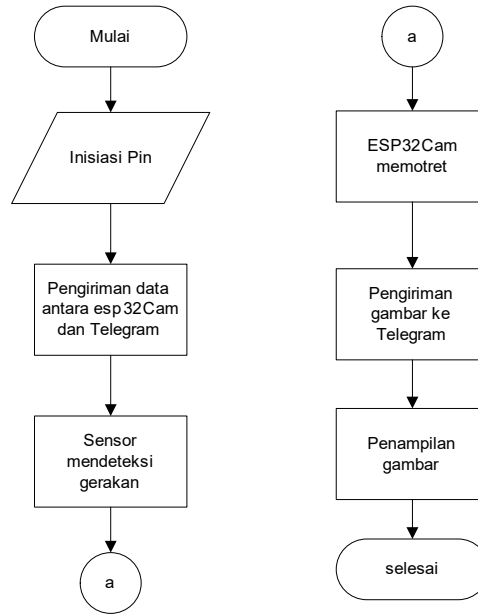 Mulai
Inisiasi Pin
Pengiriman data
antara esp32Cam
dan Telegram
Sensor
mendeteksi
gerakan
a
a
ESP32Cam
memotret
Pengiriman
gambar ke
Telegram
Penampilan
gambar
selesai